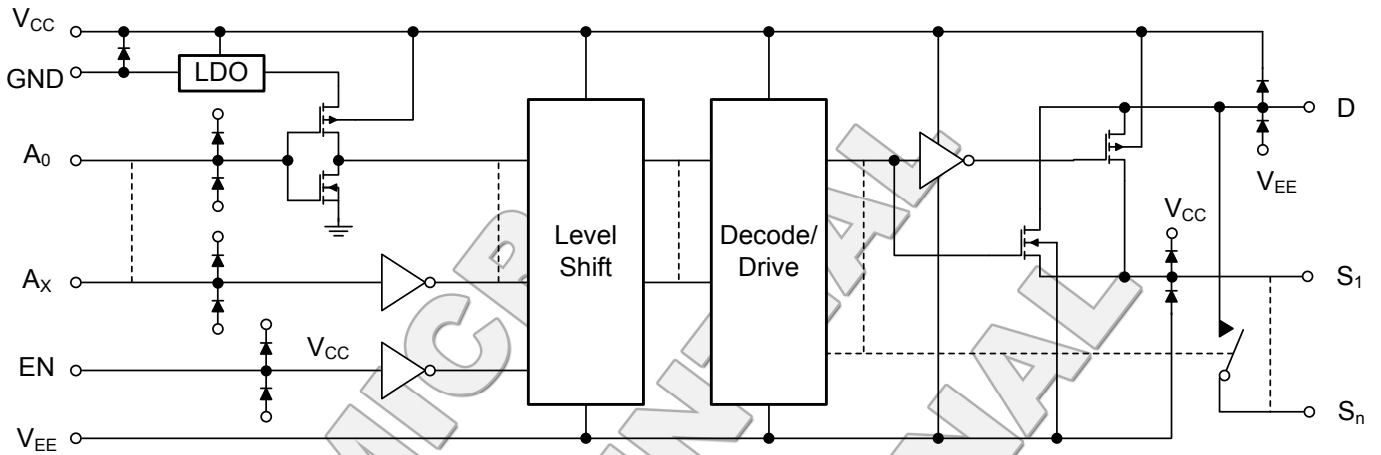 VCC
GND
LDO
A0
AX
EN
VCC
VEE
Level
Shift
Decode/
Drive
D
VEE
VCC
S1
Sn